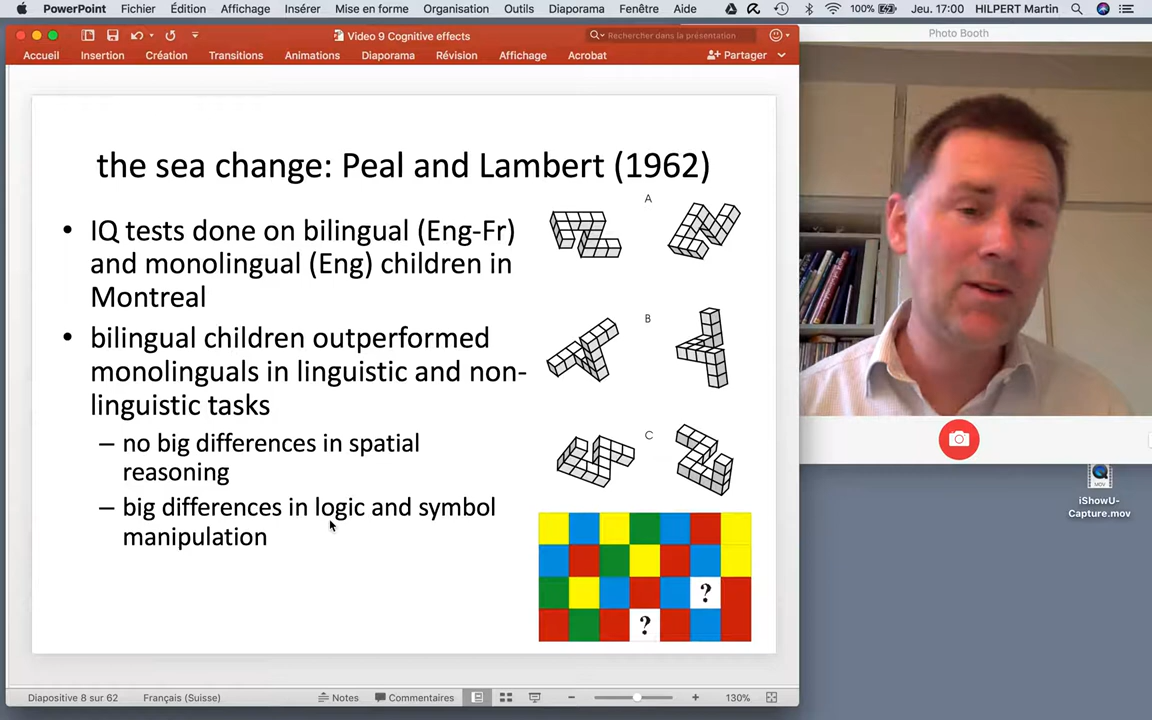 PowerPoint Fichier Édition Affichage Insérer Mise en forme Organisation Outils Diaporama Fenêtre Aide 100% Jeu. 17:00 HILPERT Martin
Photo Booth
Video 9 Cognitive effects
Rechercher dans la présentation
Accueil Insertion Création Transitions Animations Diaporama Révision Affichage Acrobat Partager
the sea change: Peal and Lambert (1962)
• IQ tests done on bilingual (Eng-Fr)
and monolingual (Eng) children in
Montreal
• bilingual children outperformed
monolinguals in linguistic and non-
linguistic tasks
– no big differences in spatial
reasoning
– big differences in logic and symbol
manipulation
A
B
C
?
?
MOV
iShowU-
Capture.mov
Diapositive 8 sur 62 Français (Suisse) Notes Commentaires 130%